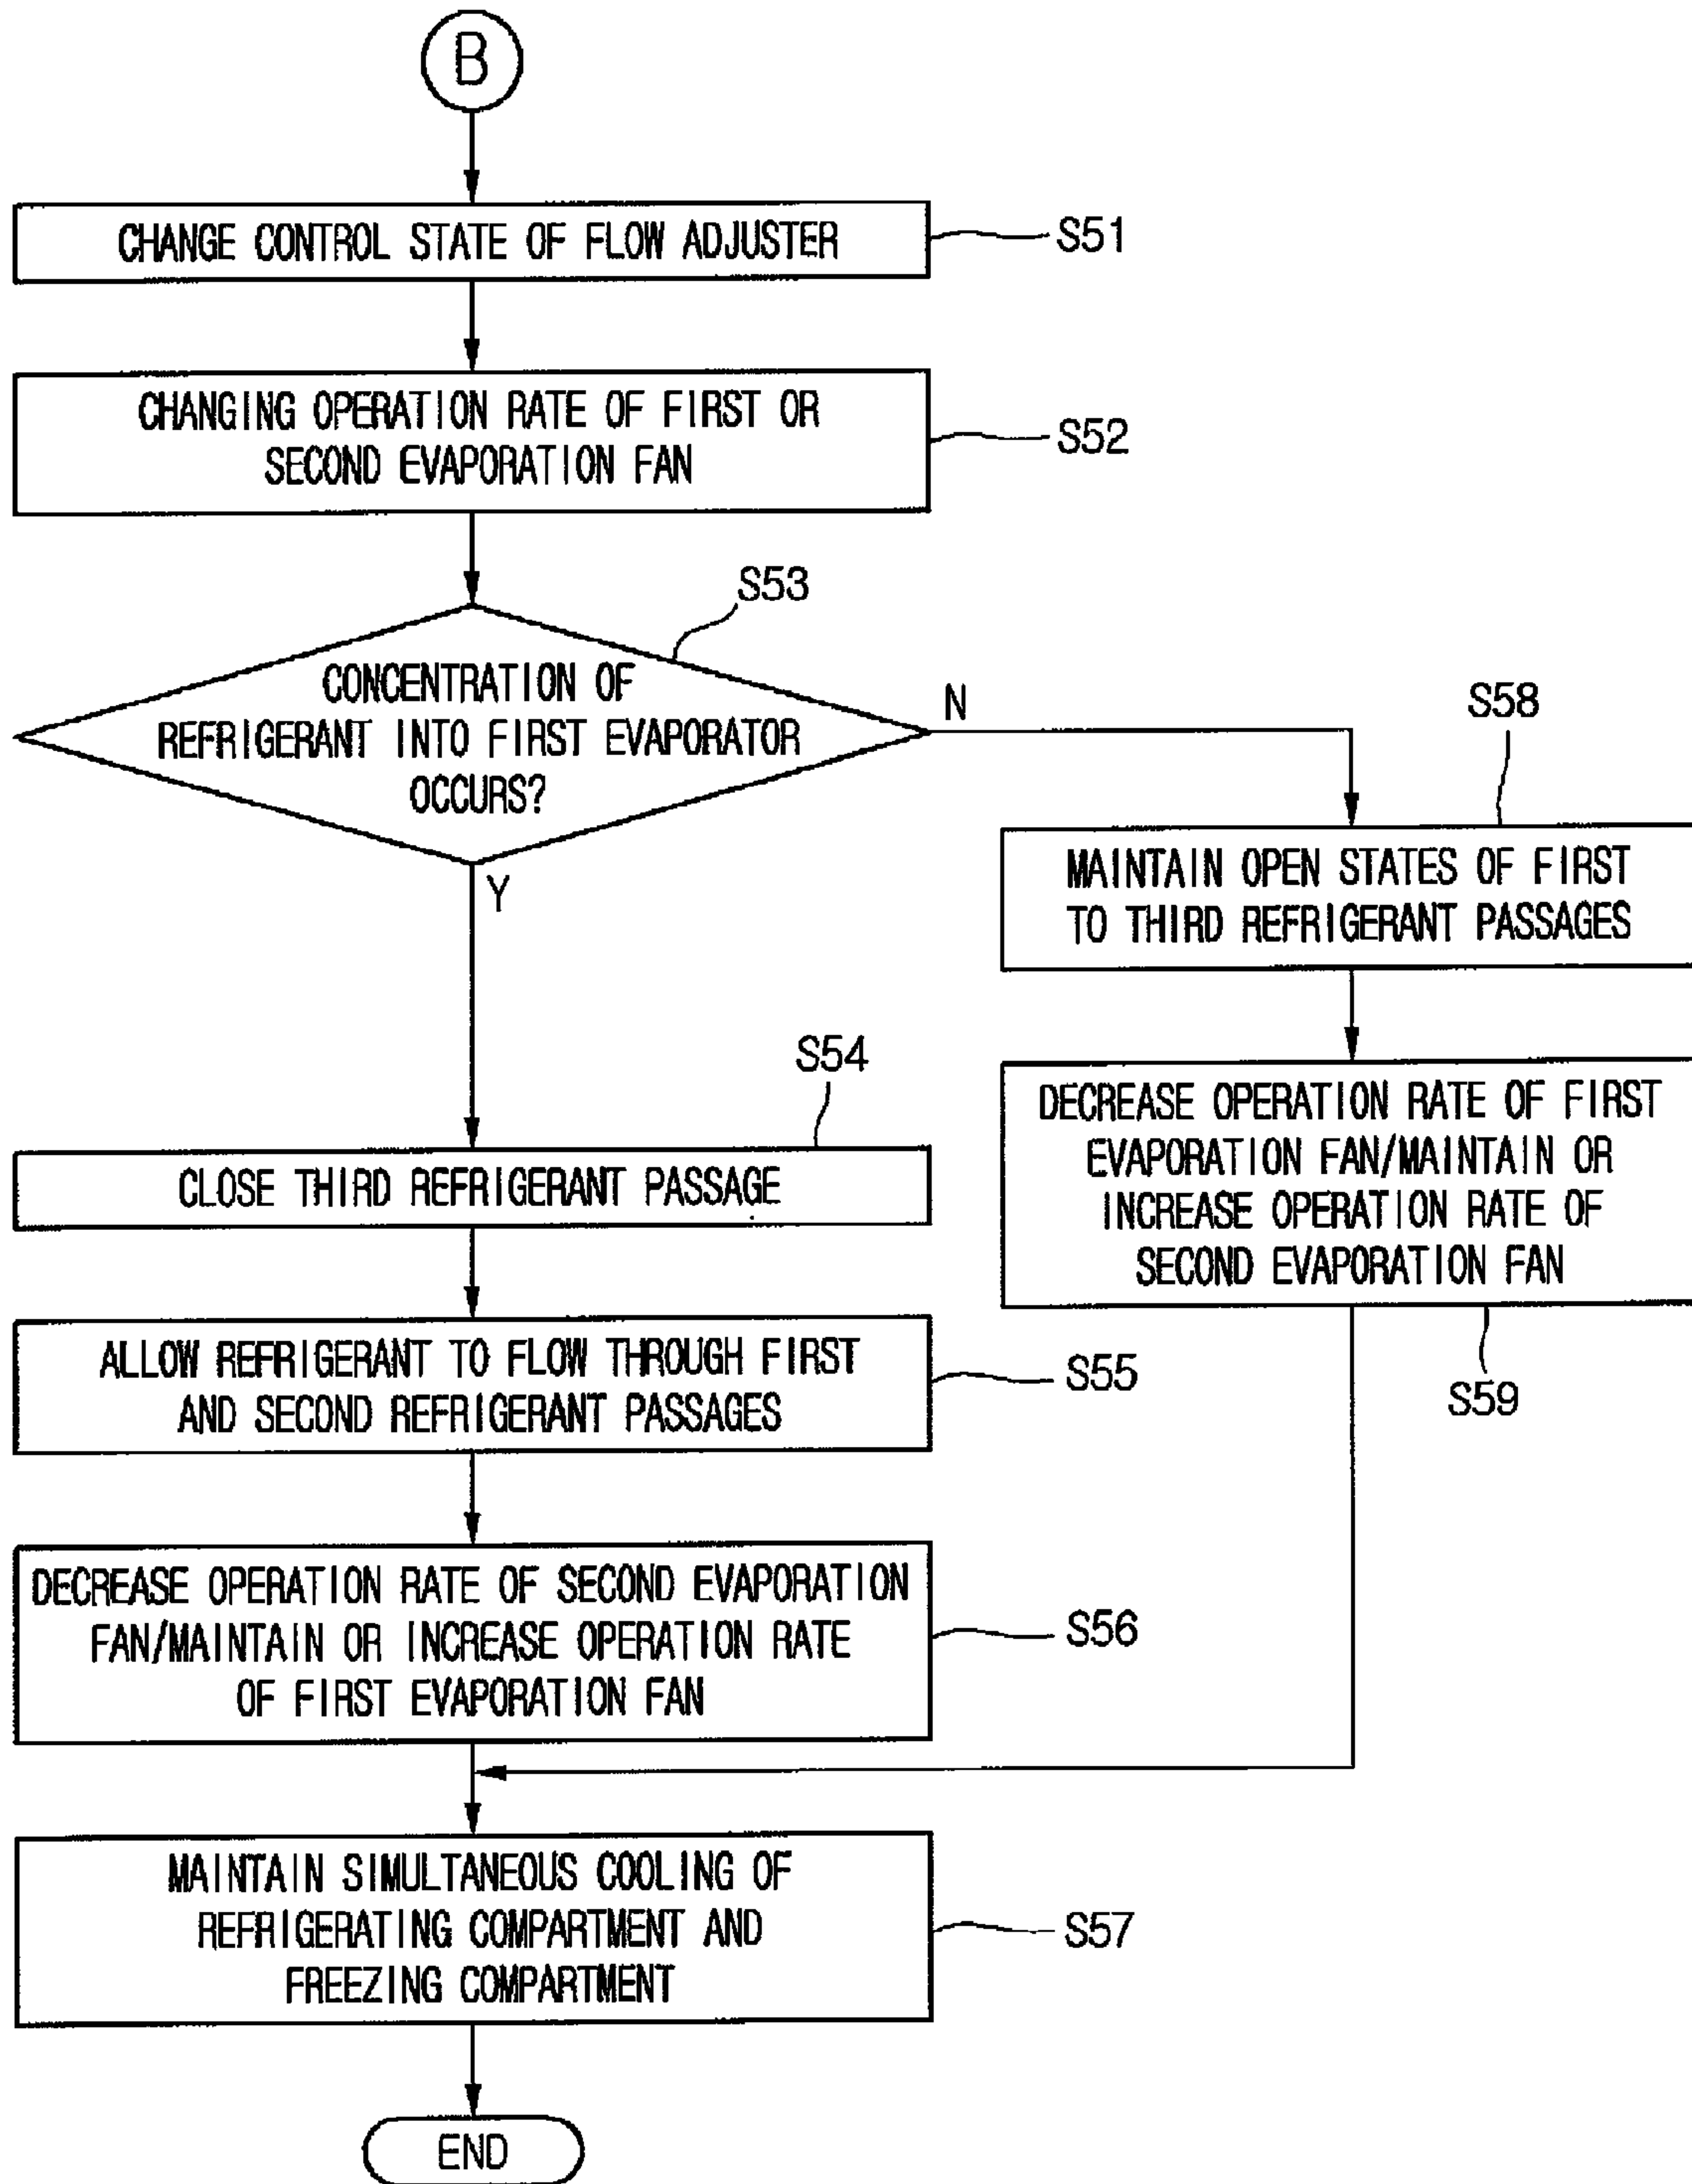 B
CHANGE CONTROL STATE OF FLOW ADJUSTER
S51
CHANGING OPERATION RATE OF FIRST OR
SECOND EVAPORATION FAN
S52
S53
CONCENTRATION OF
REFRIGERANT INTO FIRST EVAPORATOR
OCCURS?
N
Y
S58
MAINTAIN OPEN STATES OF FIRST
TO THIRD REFRIGERANT PASSAGES
DECREASE OPERATION RATE OF FIRST
EVAPORATION FAN/MAINTAIN OR
INCREASE OPERATION RATE OF
SECOND EVAPORATION FAN
S59
S54
CLOSE THIRD REFRIGERANT PASSAGE
ALLOW REFRIGERANT TO FLOW THROUGH FIRST
AND SECOND REFRIGERANT PASSAGES
S55
DECREASE OPERATION RATE OF SECOND EVAPORATION
FAN/MAINTAIN OR INCREASE OPERATION RATE
OF FIRST EVAPORATION FAN
S56
MAINTAIN SIMULTANEOUS COOLING OF
REFRIGERATING COMPARTMENT AND
FREEZING COMPARTMENT
S57
END